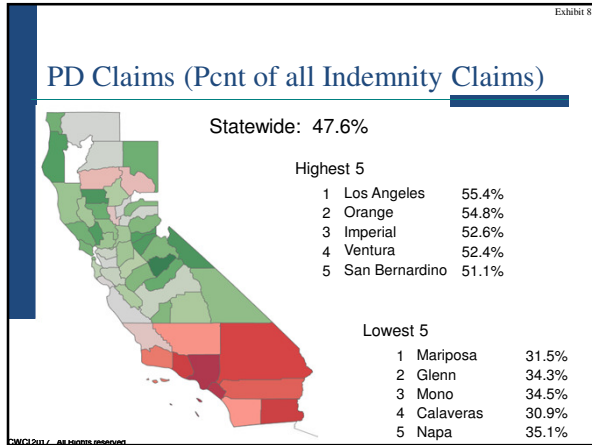 Exhibit 8
PD Claims (Pcnt of all Indemnity Claims)
Statewide: 47.6%
Highest 5
1 Los Angeles 55.4%
2 Orange 54.8%
3 Imperial 52.6%
4 Ventura 52.4%
5 San Bernardino 51.1%
Lowest 5
1 Mariposa 31.5%
2 Glenn 34.3%
3 Mono 34.5%
4 Calaveras 30.9%
5 Napa 35.1%
CWCI 2017. All Rights reserved